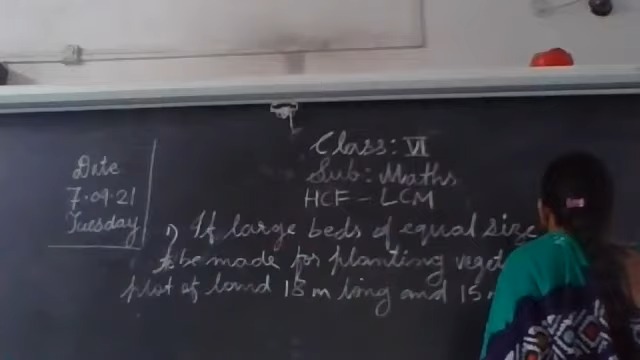 Date
7.09.21
Tuesday
Class: VI
Sub: Maths
HCF - LCM
If large beds of equal size
to be made for planting veget
plot of land 18 m long and 15